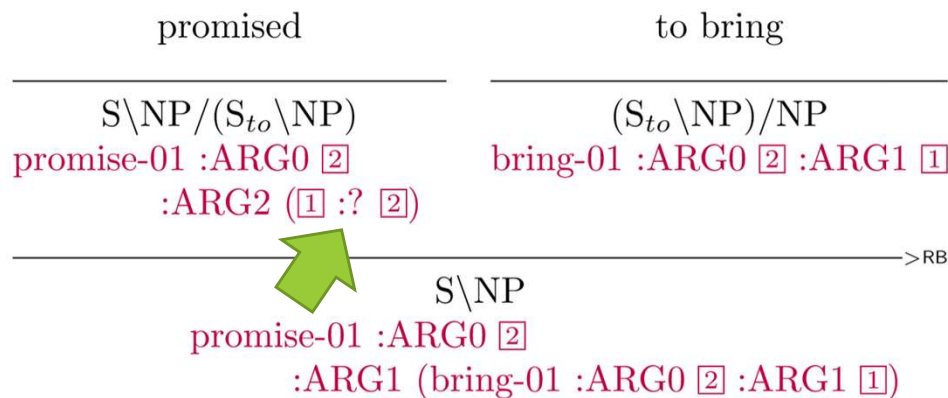 promised to bring
S\NP/(S_to\NP) (S_to\NP)/NP
promise-01 :ARG0 2 bring-01 :ARG0 2 :ARG1 1
:ARG2 (1 :? 2)
>RB
S\NP
promise-01 :ARG0 2
:ARG1 (bring-01 :ARG0 2 :ARG1 1)